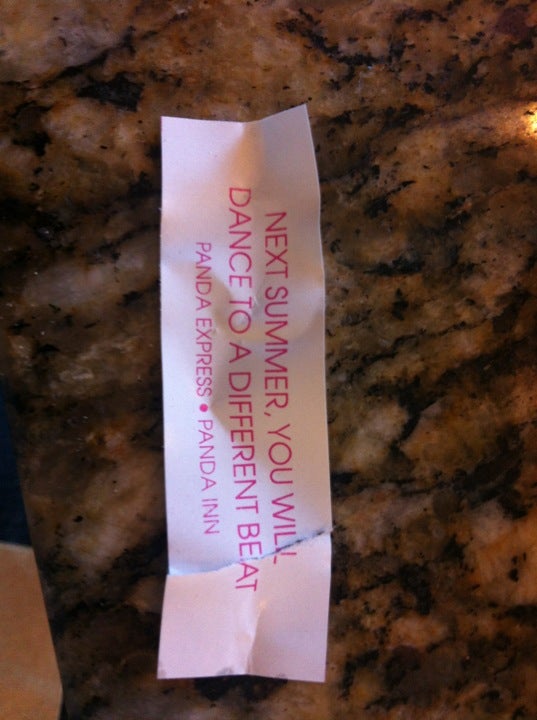 NEXT SUMMER, YOU WILL
DANCE TO A DIFFERENT BEAT
PANDA EXPRESS • PANDA INN